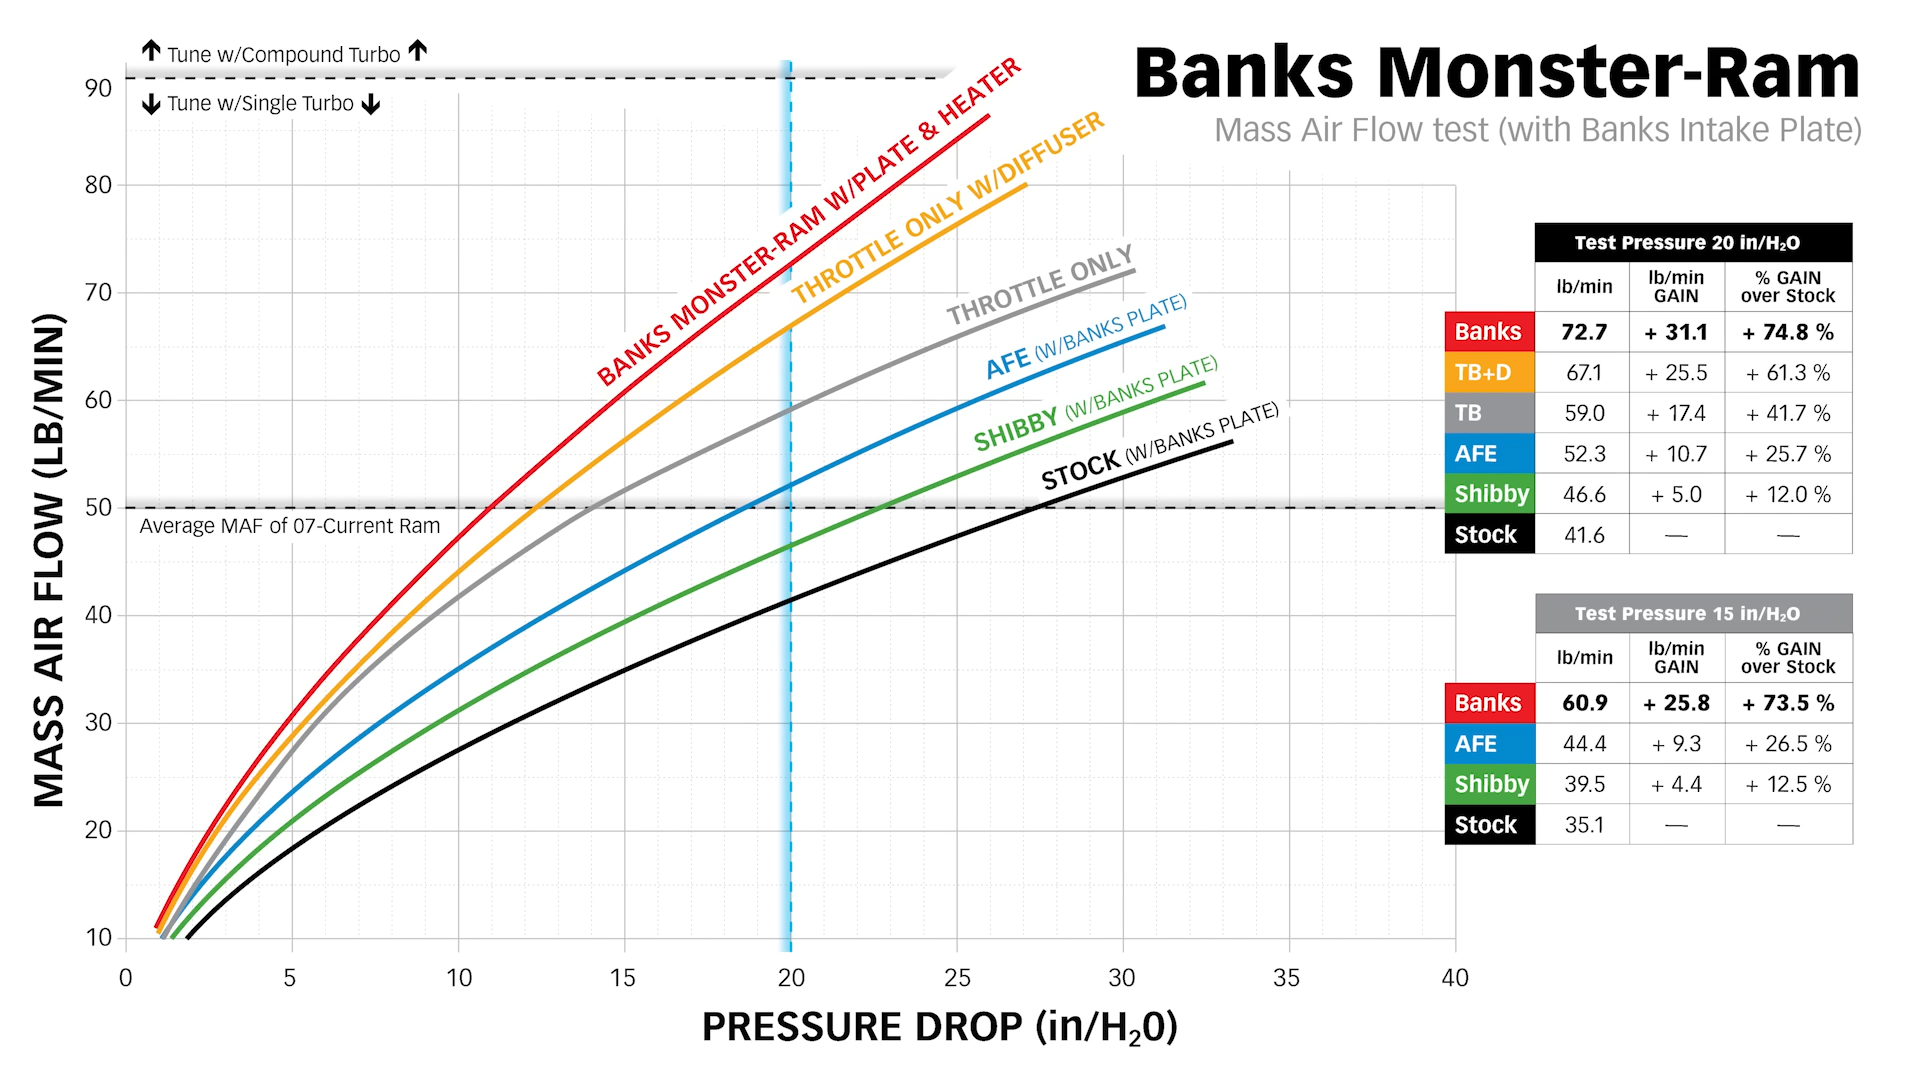 Banks Monster-Ram
Mass Air Flow test (with Banks Intake Plate)
Tune w/Compound Turbo
Tune w/Single Turbo
90
80
70
60
50
40
30
20
10
MASS AIR FLOW (LB/MIN)
Average MAF of 07-Current Ram
BANKS MONSTER-RAM W/PLATE & HEATER
THROTTLE ONLY W/DIFFUSER
THROTTLE ONLY
AFE (W/BANKS PLATE)
SHIBBY (W/BANKS PLATE)
STOCK (W/BANKS PLATE)
0 5 10 15 20 25 30 35 40
PRESSURE DROP (in/H₂0)
Test Pressure 20 in/H₂O
lb/min lb/min GAIN % GAIN over Stock
Banks 72.7 + 31.1 + 74.8 %
TB+D 67.1 + 25.5 + 61.3 %
TB 59.0 + 17.4 + 41.7 %
AFE 52.3 + 10.7 + 25.7 %
Shibby 46.6 + 5.0 + 12.0 %
Stock 41.6 — —
Test Pressure 15 in/H₂O
lb/min lb/min GAIN % GAIN over Stock
Banks 60.9 + 25.8 + 73.5 %
AFE 44.4 + 9.3 + 26.5 %
Shibby 39.5 + 4.4 + 12.5 %
Stock 35.1 — —